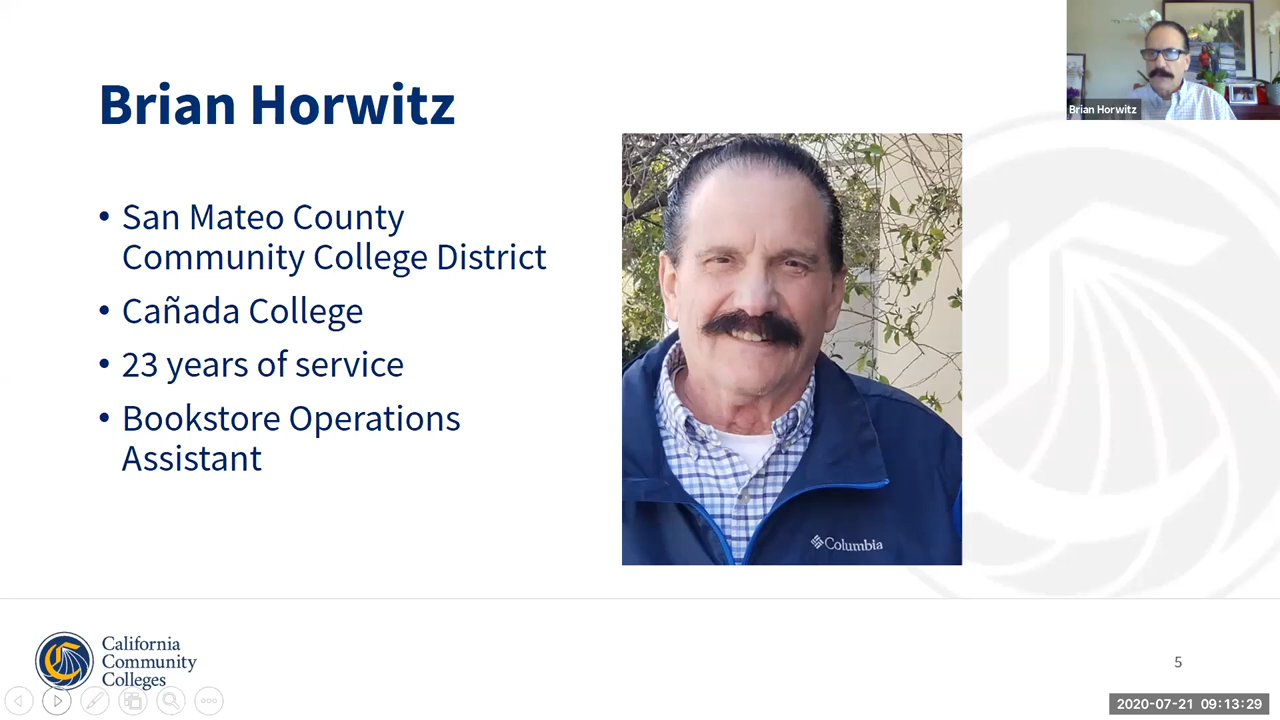 Brian Horwitz
Brian Horwitz
• San Mateo County
Community College District
• Cañada College
• 23 years of service
• Bookstore Operations
Assistant
Columbia
California
Community
Colleges
5
2020-07-21 09:13:29